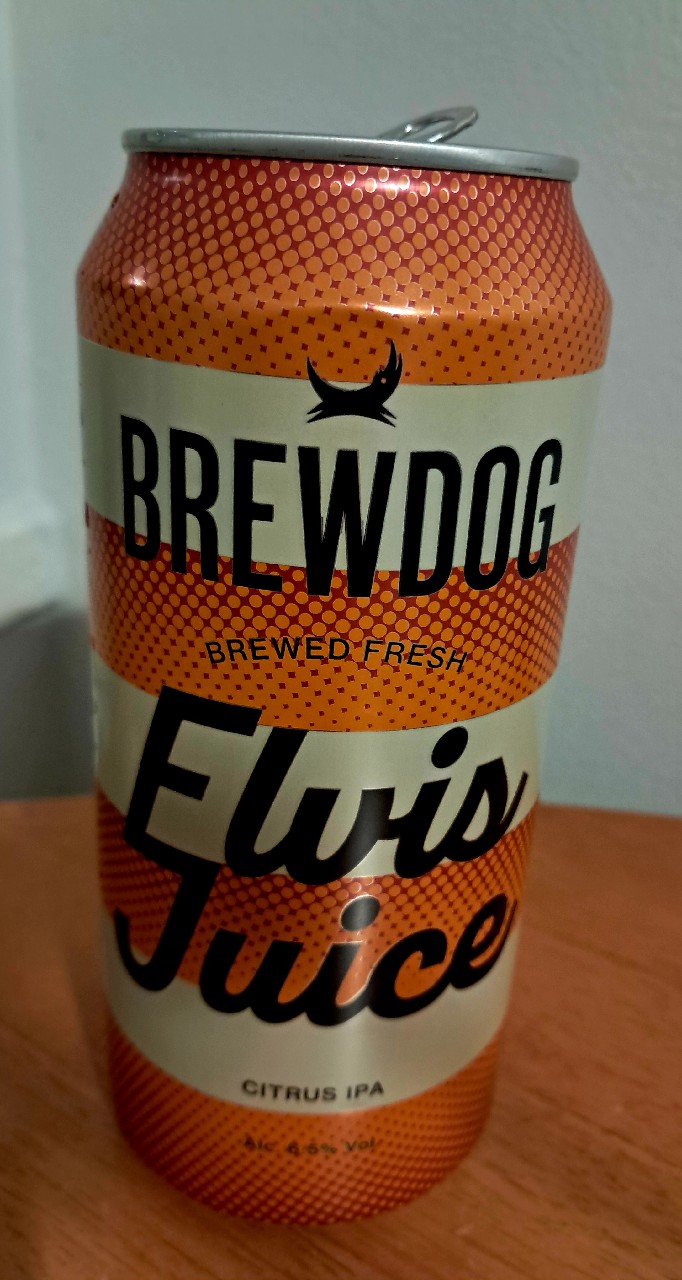 BREWDOG
BREWED FRESH
Elvis
Juice
CITRUS IPA
Alc 6.5% Vol